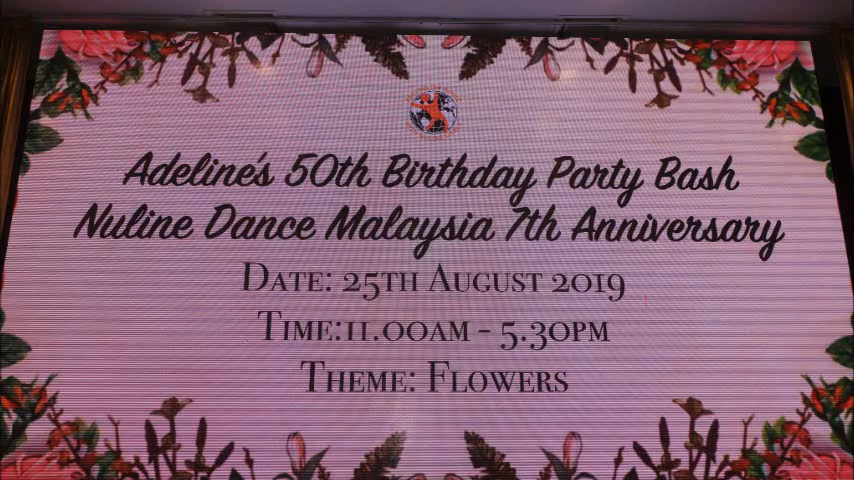 Adeline's 50th Birthday Party Bash
Nuline Dance Malaysia 7th Anniversary
Date: 25th August 2019
Time:11.00am - 5.30pm
Theme: Flowers